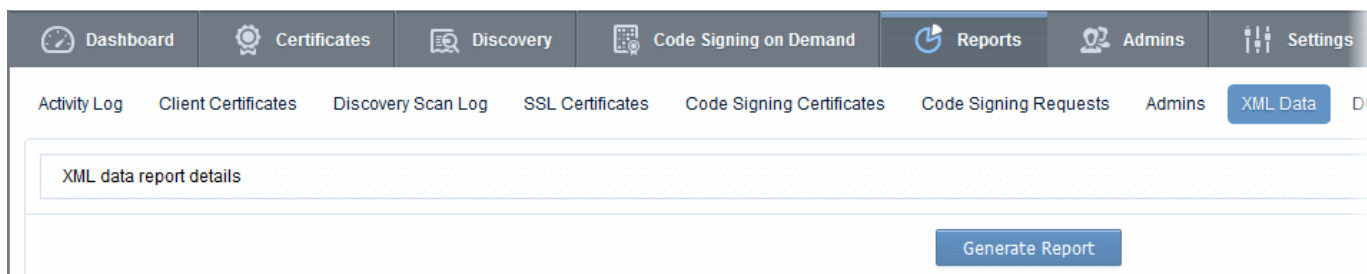 Dashboard Certificates Discovery Code Signing on Demand Reports Admins Settings
Activity Log Client Certificates Discovery Scan Log SSL Certificates Code Signing Certificates Code Signing Requests Admins XML Data
XML data report details
Generate Report